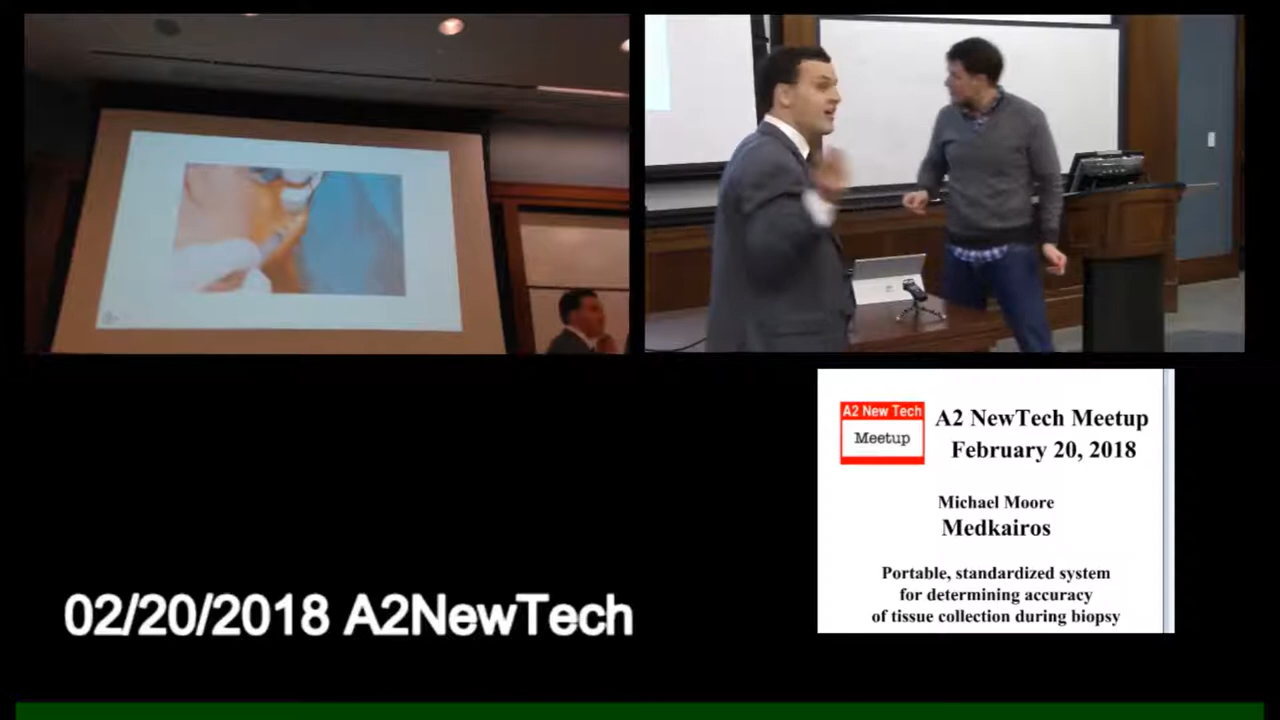 A2 New Tech
Meetup
A2 NewTech Meetup
February 20, 2018
Michael Moore
Medkairos
Portable, standardized system
for determining accuracy
of tissue collection during biopsy
02/20/2018 A2NewTech